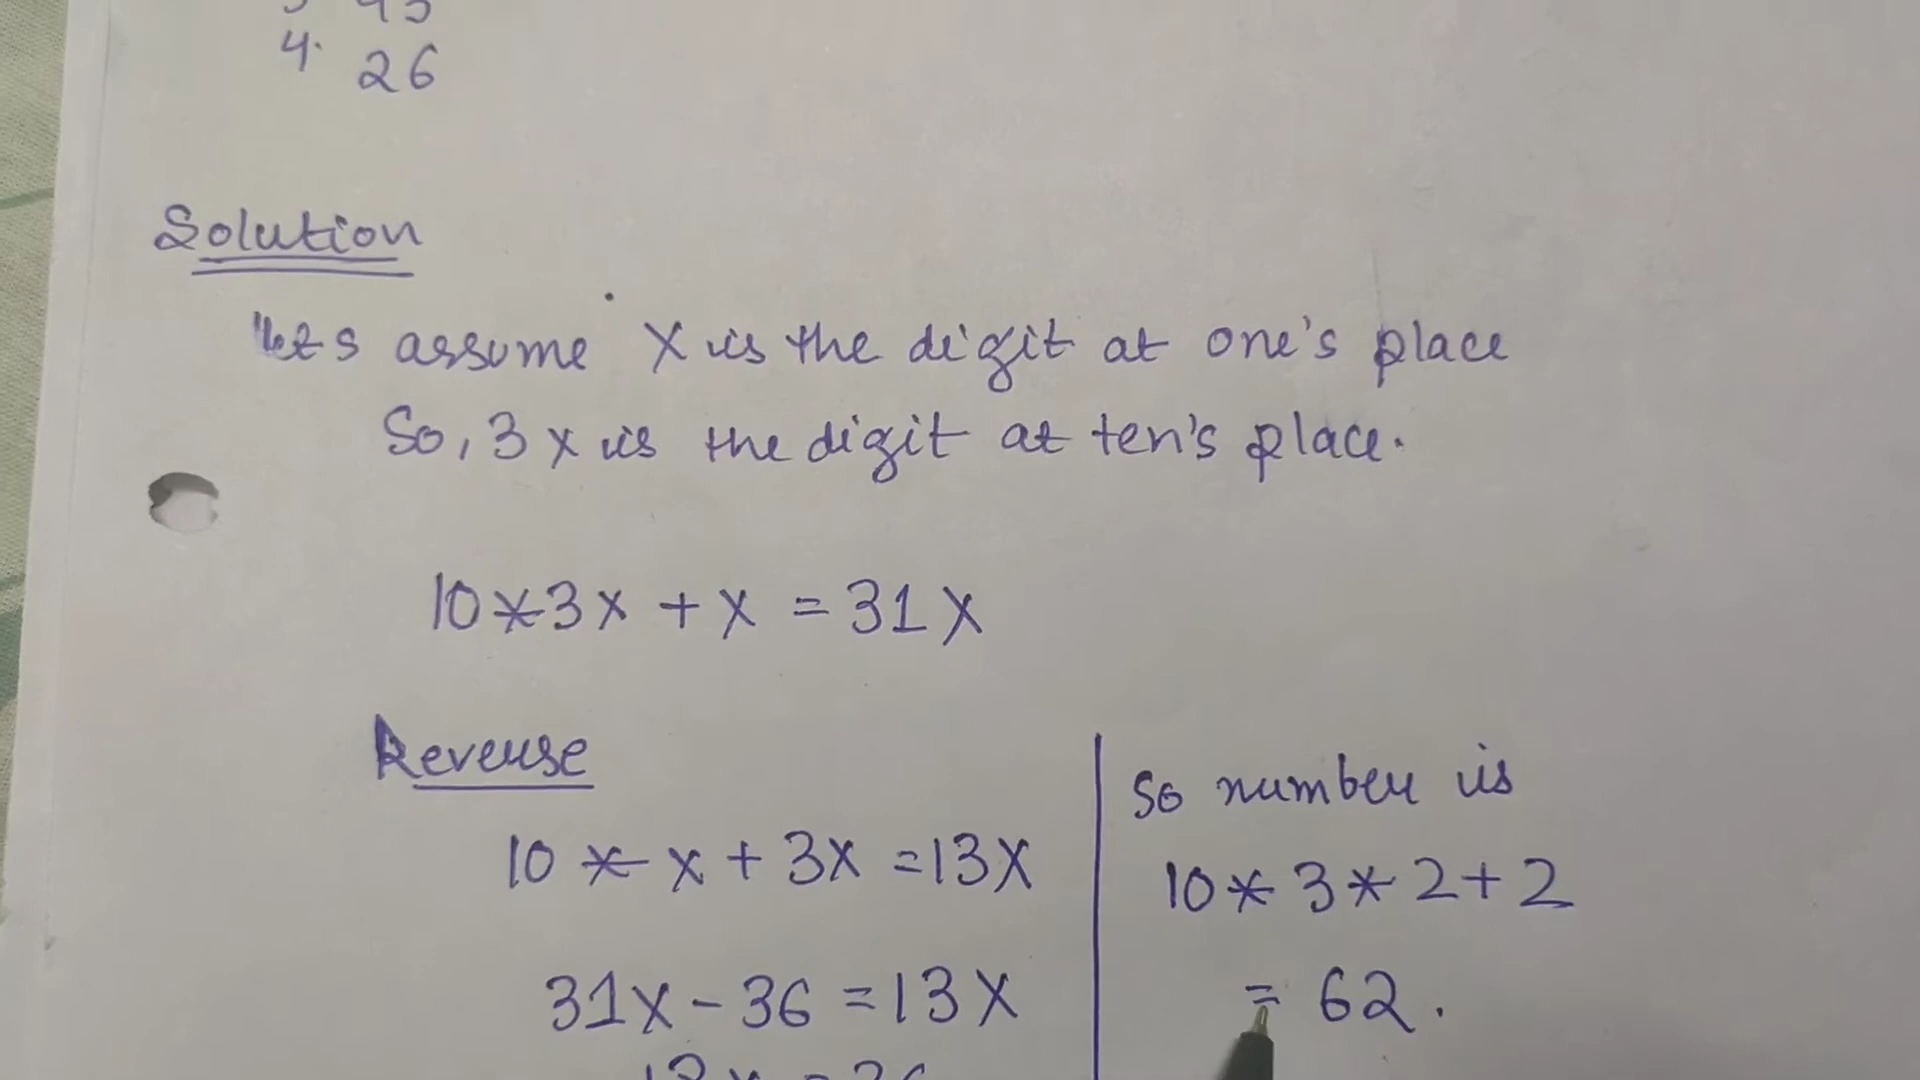 4. 26
Solution
Lets assume X is the digit at one's place
So, 3x is the digit at ten's place.
10*3x + x = 31x
Reverse
10 * x + 3x = 13x
31x - 36 = 13x
So number is
10 * 3 * 2 + 2
= 62.